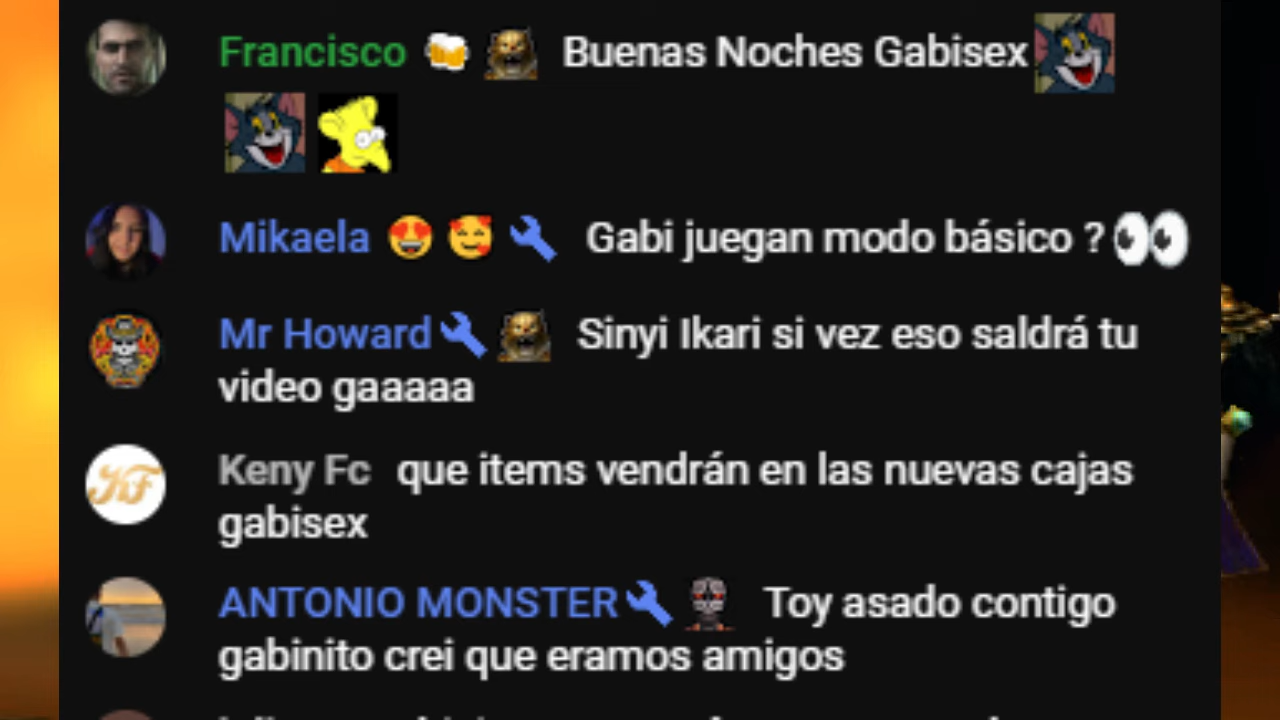 Francisco 🍻 Buenas Noches Gabisex
Mikaela 😍 🥰 Gabi juegan modo básico ? 👀
Mr Howard Sinyi Ikari si vez eso saldrá tu
video gaaaaa
Keny Fc que items vendrán en las nuevas cajas
gabisex
ANTONIO MONSTER Toy asado contigo
gabinito crei que eramos amigos